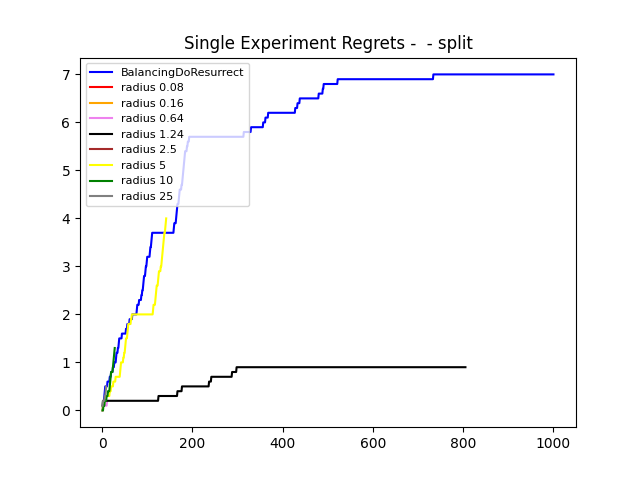 Single Experiment Regrets -  - split
7
6
5
4
3
2
1
0
BalancingDoResurrect
radius 0.08
radius 0.16
radius 0.64
radius 1.24
radius 2.5
radius 5
radius 10
radius 25
0 200 400 600 800 1000